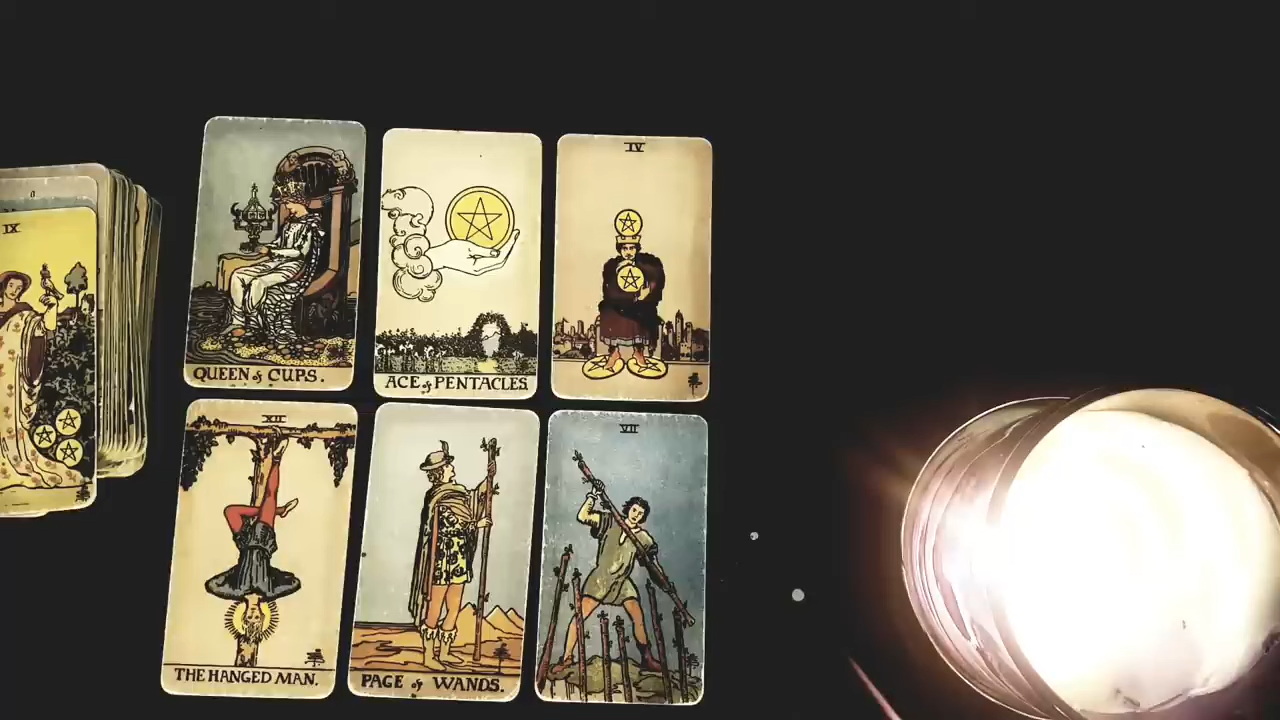 IX
QUEEN of CUPS.
ACE of PENTACLES
IV
XII
THE HANGED MAN.
PAGE of WANDS.
VII